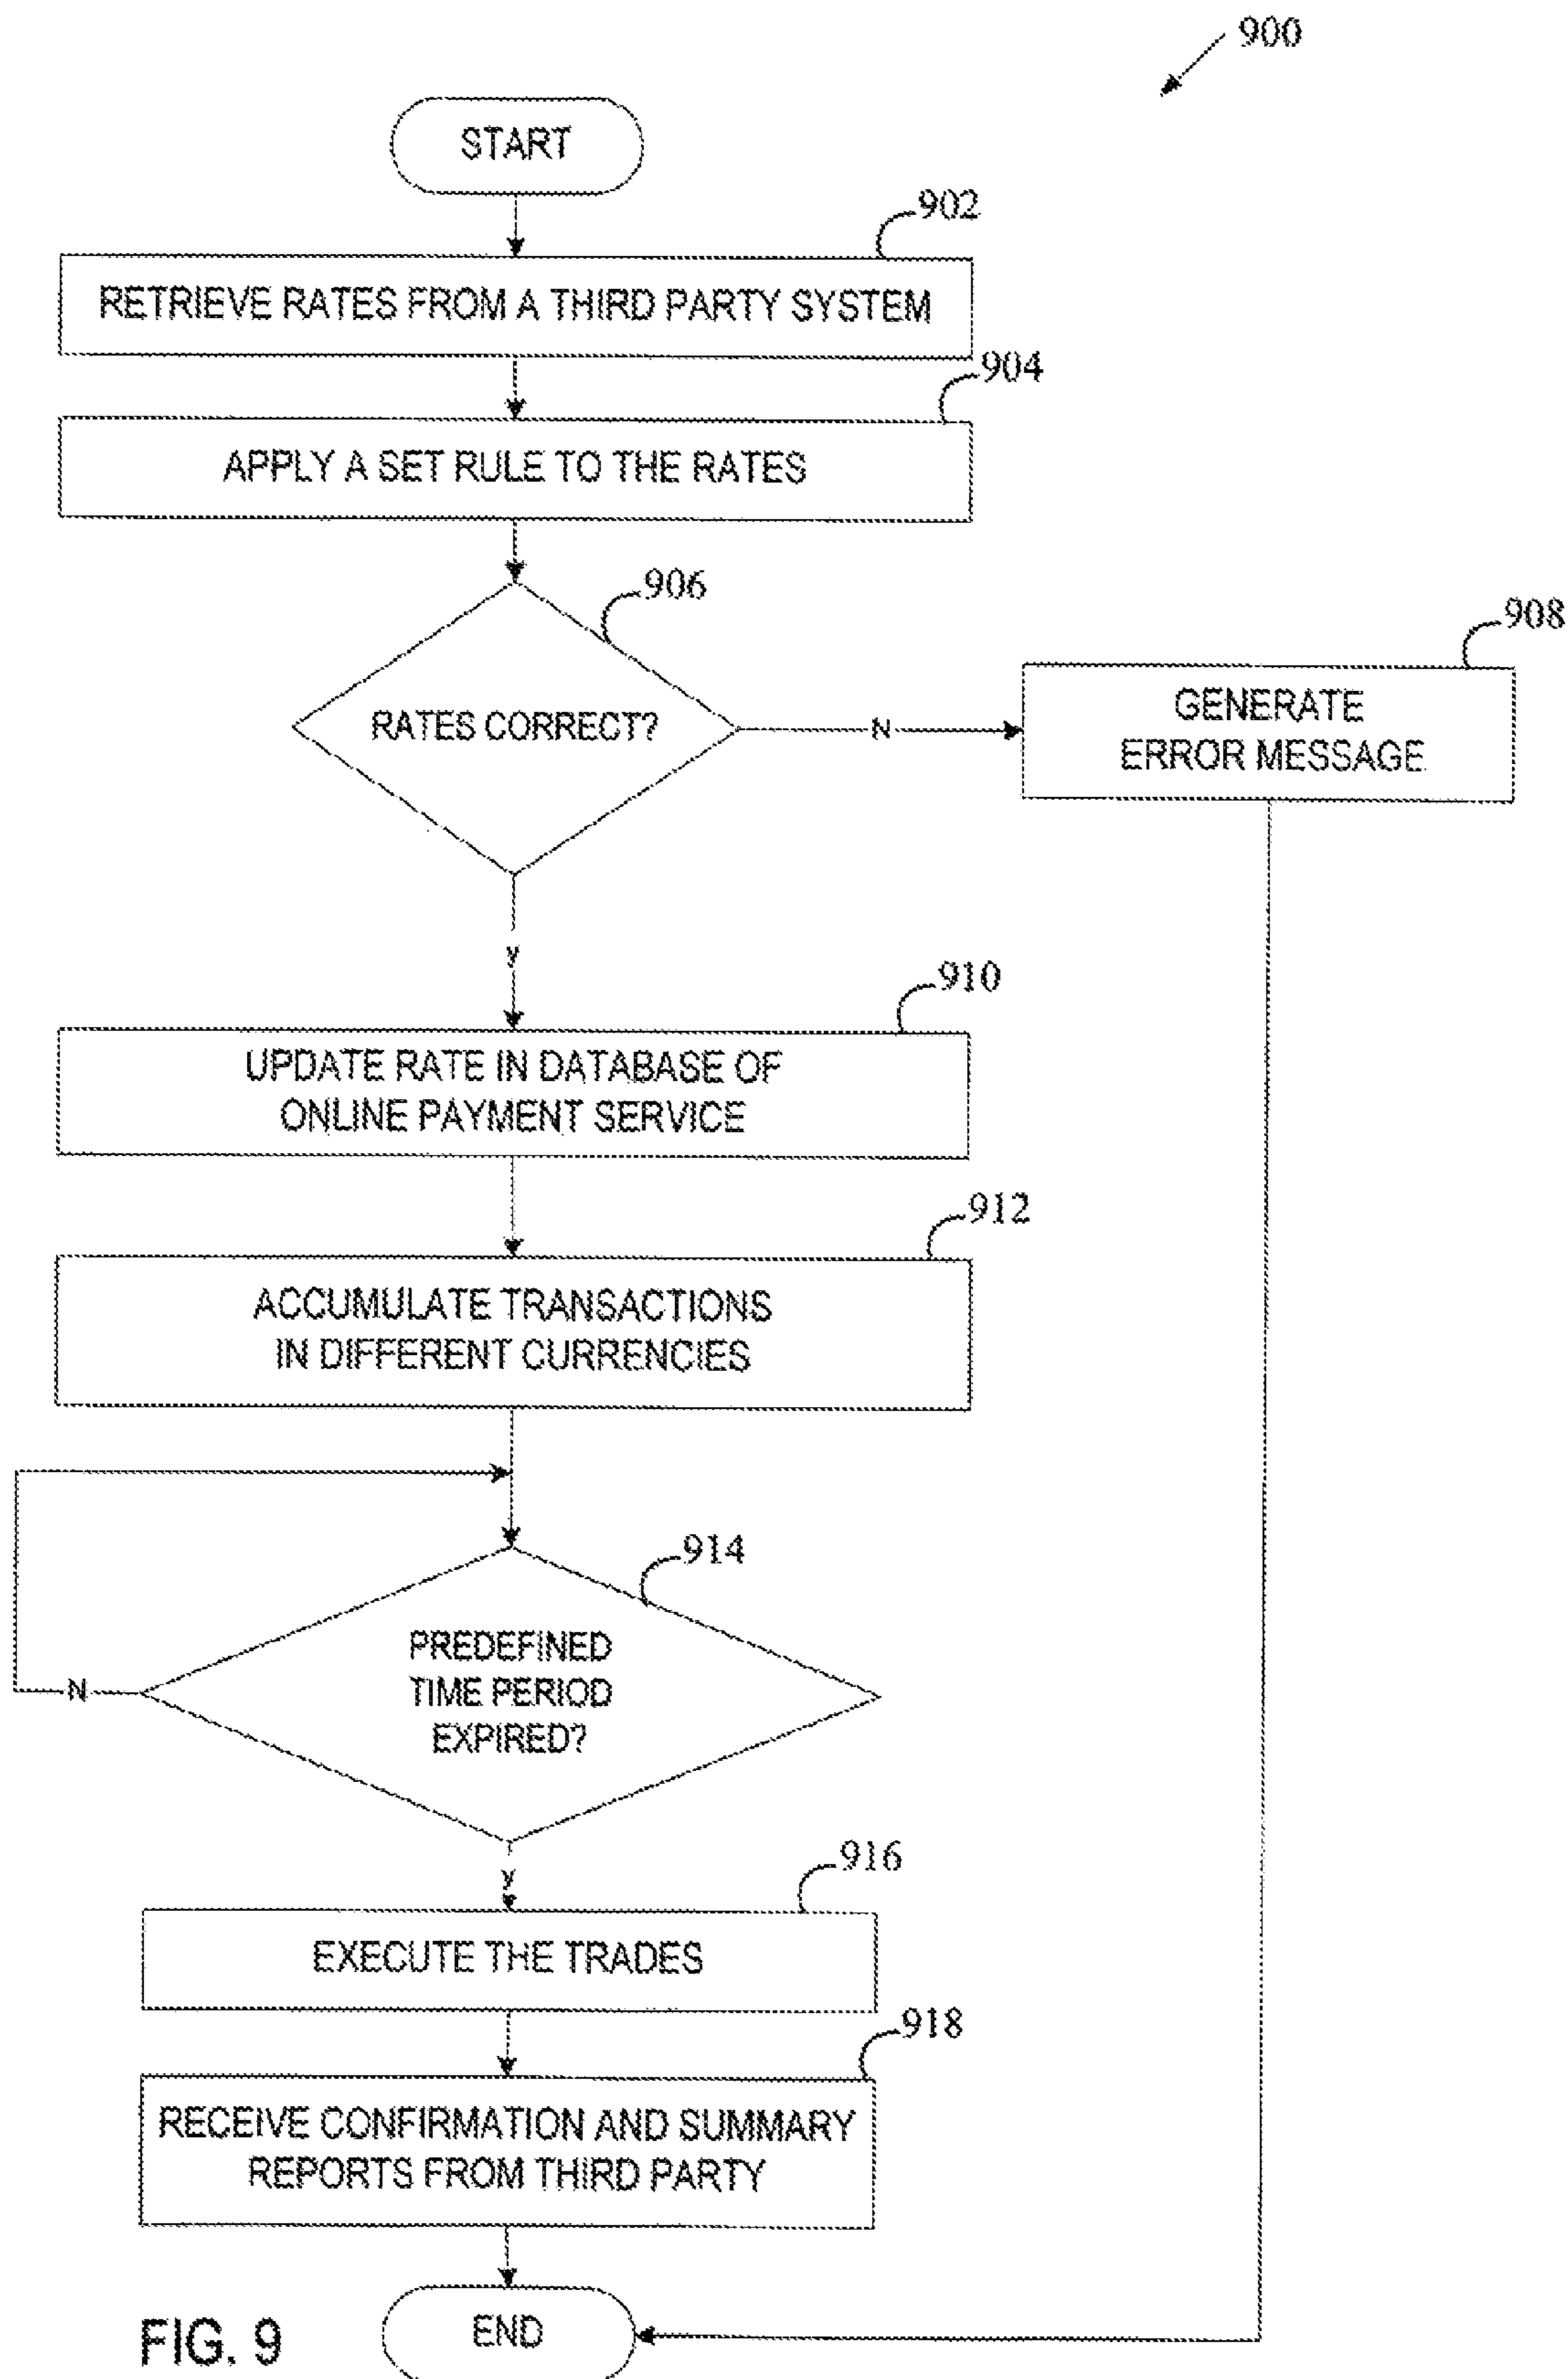 900
START
902
RETRIEVE RATES FROM A THIRD PARTY SYSTEM
904
APPLY A SET RULE TO THE RATES
906
RATES CORRECT?
N
908
GENERATE
ERROR MESSAGE
y
910
UPDATE RATE IN DATABASE OF
ONLINE PAYMENT SERVICE
912
ACCUMULATE TRANSACTIONS
IN DIFFERENT CURRENCIES
914
PREDEFINED
TIME PERIOD
EXPIRED?
N
y
916
EXECUTE THE TRADES
918
RECEIVE CONFIRMATION AND SUMMARY
REPORTS FROM THIRD PARTY
END
FIG. 9